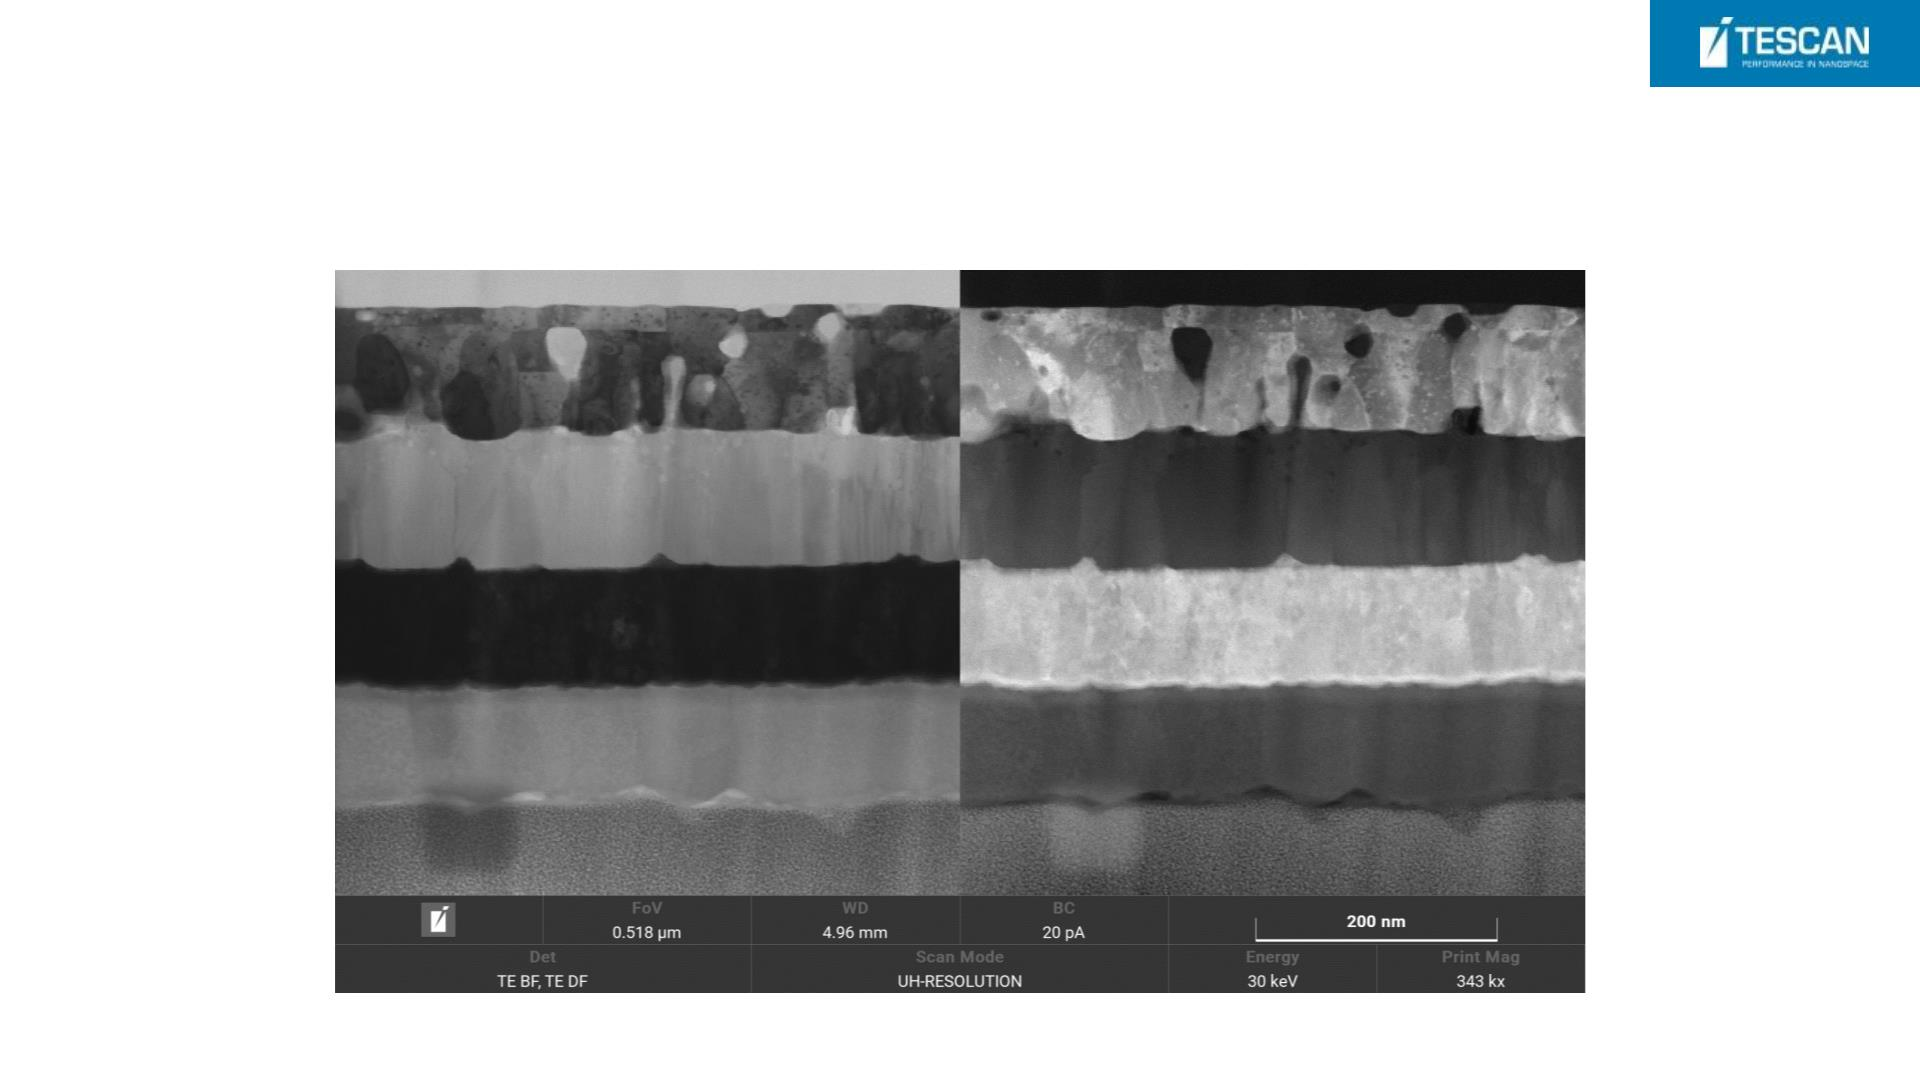 TESCAN
PERFORMANCE IN NANOSPACE
FoV
0.518 µm
WD
4.96 mm
BC
20 pA
200 nm
Det
TE BF, TE DF
Scan Mode
UH-RESOLUTION
Energy
30 keV
Print Mag
343 kx